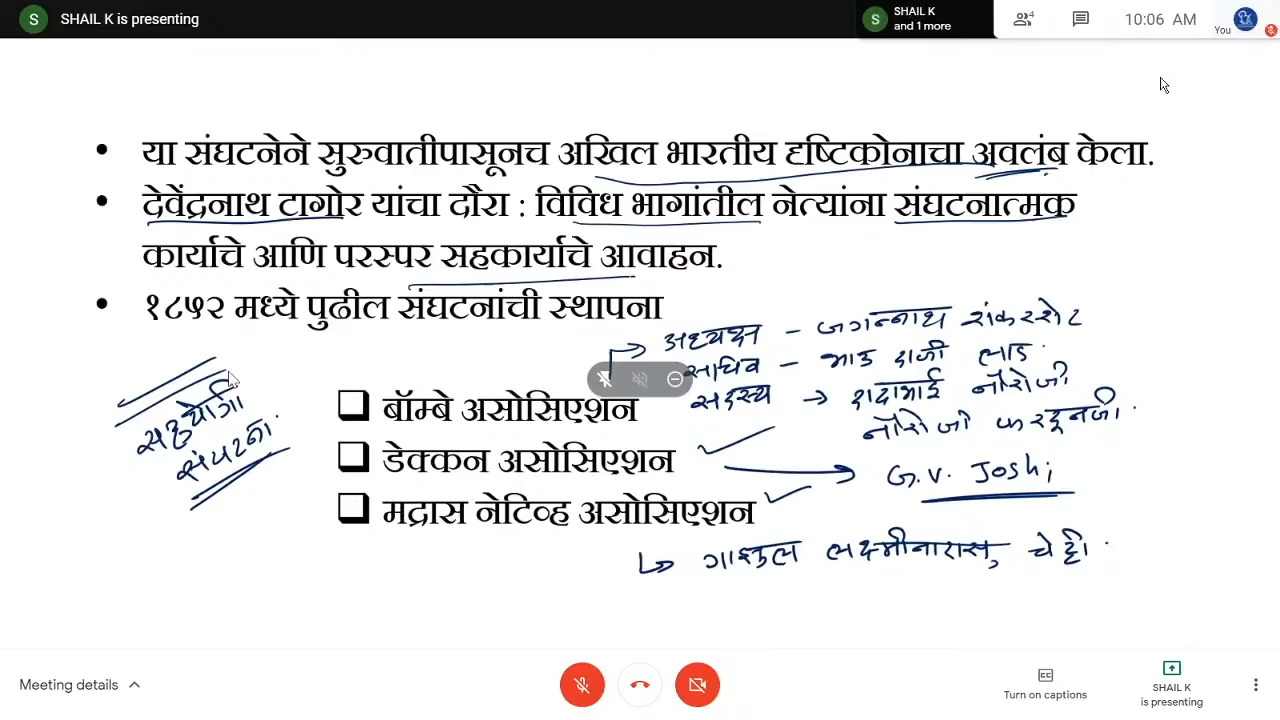 S SHAIL K is presenting
S SHAIL K and 1 more
4
10:06 AM
You
• या संघटनेने सुरुवातीपासूनच अखिल भारतीय दृष्टिकोनाचा अवलंब केला.
• देवेंद्रनाथ टागोर यांचा दौरा : विविध भागांतील नेत्यांना संघटनात्मक
कार्याचे आणि परस्पर सहकार्याचे आवाहन.
• १८५२ मध्ये पुढील संघटनांची स्थापना
अध्यक्ष – जगन्नाथ शंकरशेट
सचिव – भाऊ दाजी लाड.
सदस्य → दादाभाई नौरोजी
नौरोजी फरदूनजी.
सहयोगी
संघटना
बॉम्बे असोसिएशन
डेक्कन असोसिएशन
G.V. Joshi
मद्रास नेटिव्ह असोसिएशन
लक्ष्मीनारासू चेट्टी.
Meeting details
Turn on captions
SHAIL K
is presenting